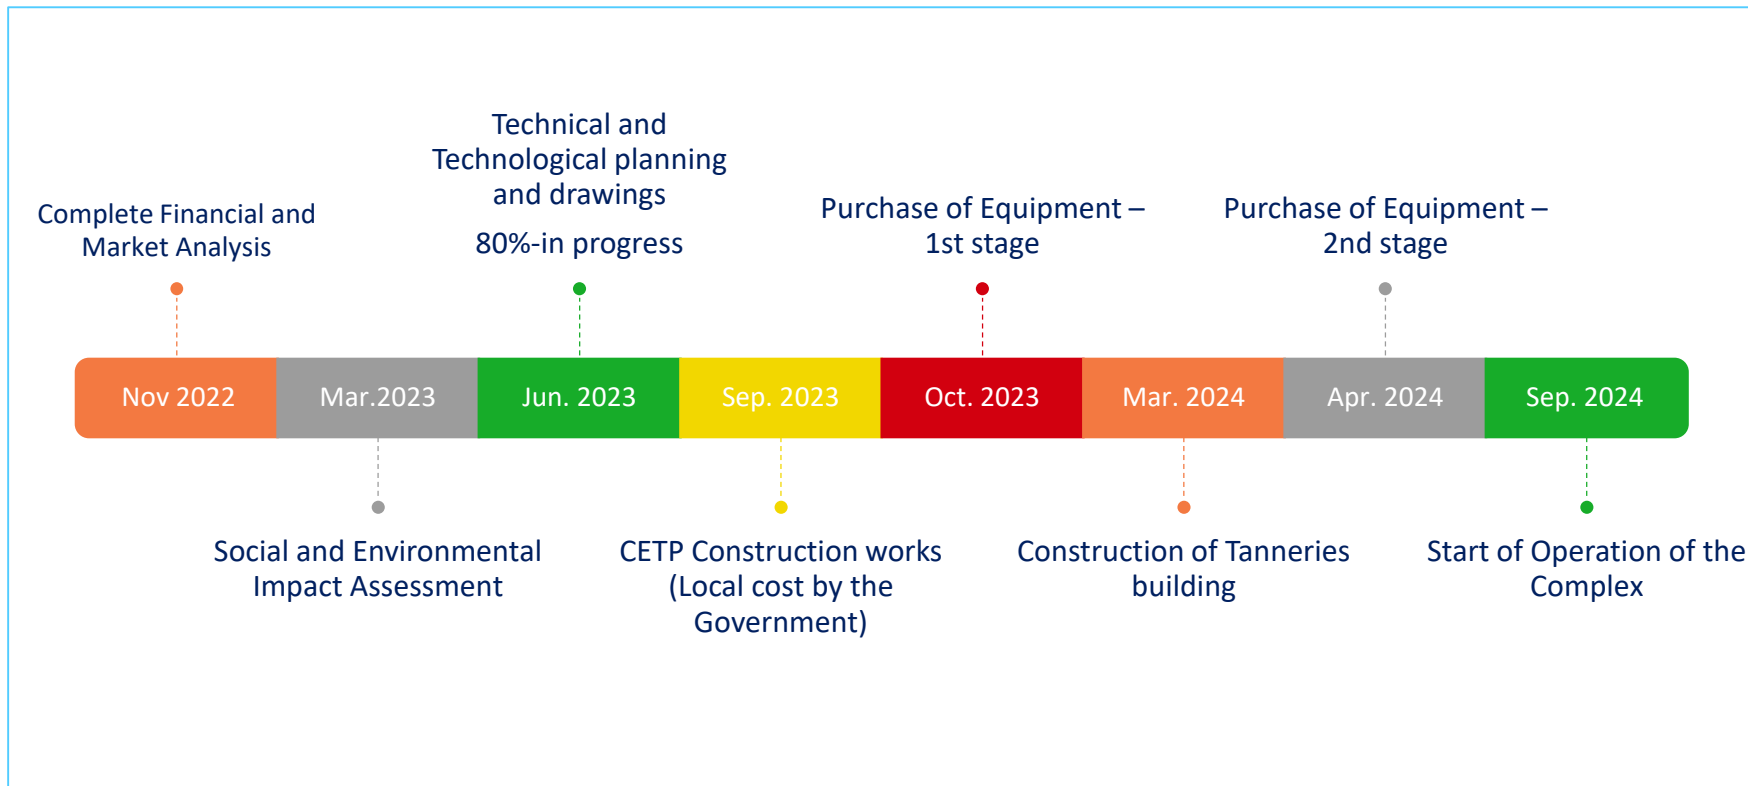 Technical and
Technological planning
and drawings
80%-in progress
Complete Financial and
Market Analysis
Purchase of Equipment –
1st stage
Purchase of Equipment –
2nd stage
Nov 2022
Mar.2023
Jun. 2023
Sep. 2023
Oct. 2023
Mar. 2024
Apr. 2024
Sep. 2024
Social and Environmental
Impact Assessment
CETP Construction works
(Local cost by the
Government)
Construction of Tanneries
building
Start of Operation of the
Complex